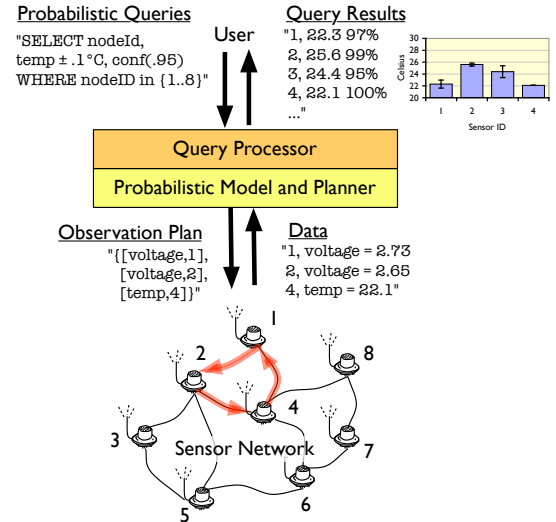 Probabilistic Queries
"SELECT nodeId,
temp ± .1°C, conf(.95)
WHERE nodeID in {1..8}"
User
Query Results
"1, 22.3 97%
2, 25.6 99%
3, 24.4 95%
4, 22.1 100%
..."
Celsius
30
28
26
24
22
20
1 2 3 4
Sensor ID
Query Processor
Probabilistic Model and Planner
Observation Plan
"{[voltage,1],
[voltage,2],
[temp,4]}"
Data
"1, voltage = 2.73
2, voltage = 2.65
4, temp = 22.1"
1
2
8
4
3
7
Sensor Network
6
5